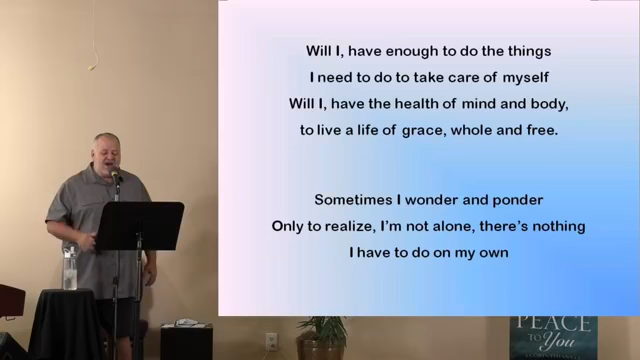 Will I, have enough to do the things
I need to do to take care of myself
Will I, have the health of mind and body,
to live a life of grace, whole and free.
Sometimes I wonder and ponder
Only to realize, I'm not alone, there's nothing
I have to do on my own
PEACE
TO You